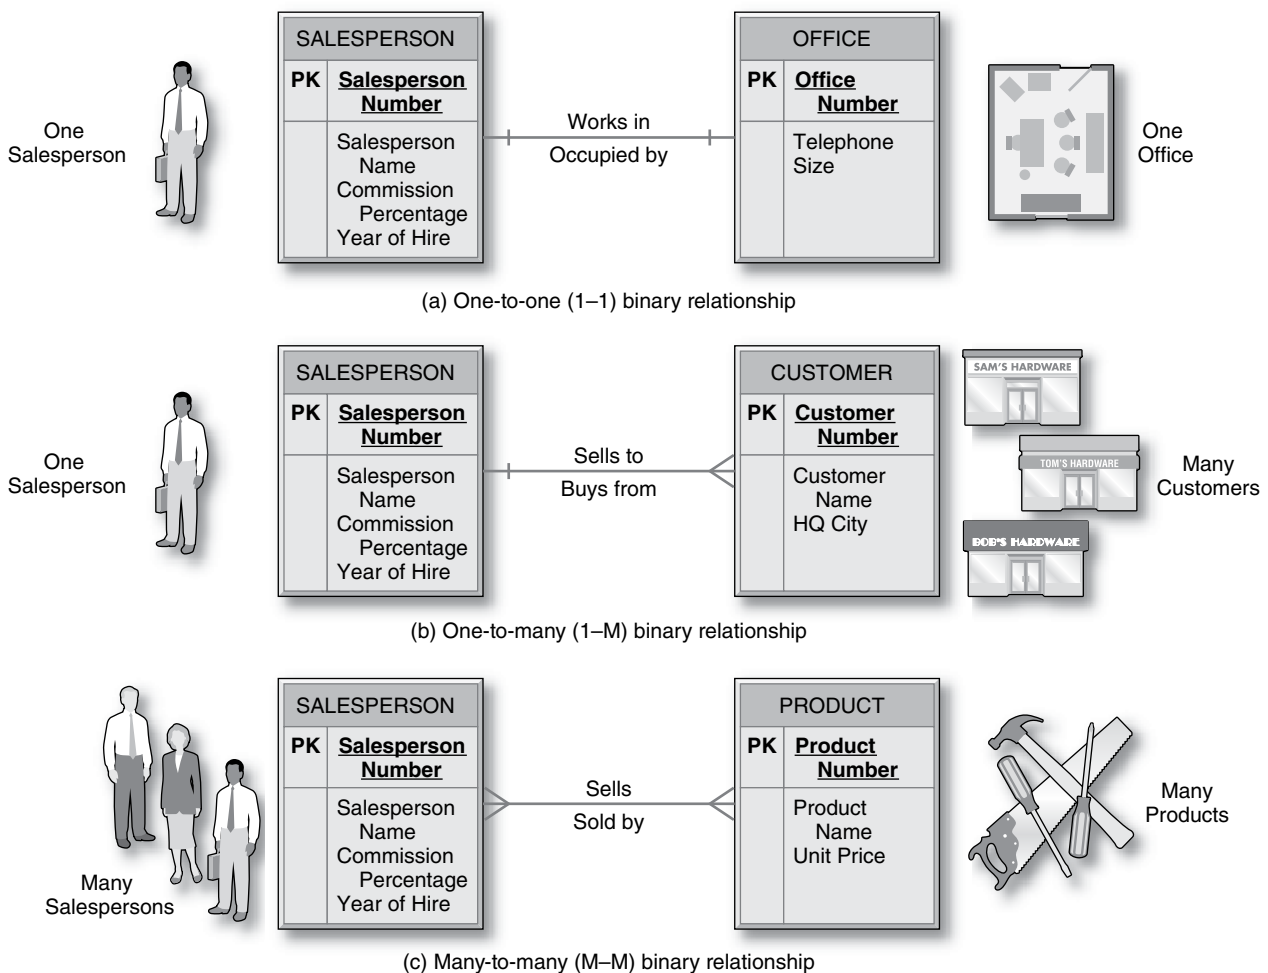 SALESPERSON
OFFICE
PK Salesperson
Number
PK Office
Number
One
Salesperson
Salesperson
Name
Commission
Percentage
Year of Hire
Works in
Occupied by
Telephone
Size
One
Office
(a) One-to-one (1–1) binary relationship
SALESPERSON
CUSTOMER
PK Salesperson
Number
PK Customer
Number
One
Salesperson
Salesperson
Name
Commission
Percentage
Year of Hire
Sells to
Buys from
Customer
Name
HQ City
SAM'S HARDWARE
TOM'S HARDWARE
BOB'S HARDWARE
Many
Customers
(b) One-to-many (1–M) binary relationship
SALESPERSON
PRODUCT
PK Salesperson
Number
PK Product
Number
Many
Salespersons
Salesperson
Name
Commission
Percentage
Year of Hire
Sells
Sold by
Product
Name
Unit Price
Many
Products
(c) Many-to-many (M–M) binary relationship